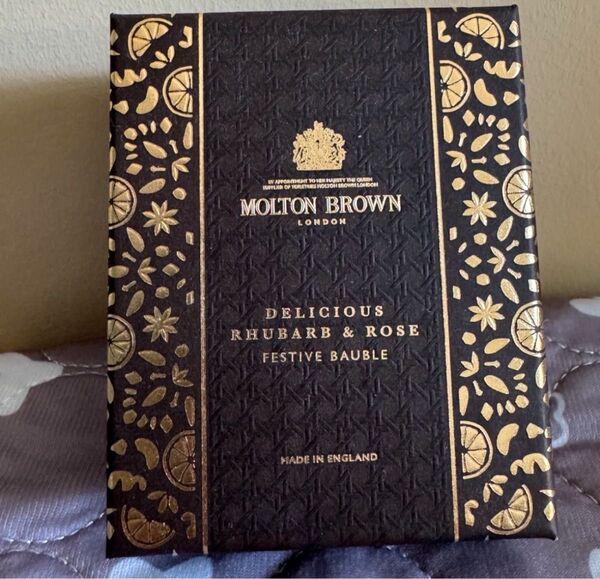 BY APPOINTMENT TO HER MAJESTY THE QUEEN
SUPPLIER OF TOILETRIES MOLTON BROWN LONDON
MOLTON BROWN
LONDON
DELICIOUS
RHUBARB & ROSE
FESTIVE BAUBLE
MADE IN ENGLAND